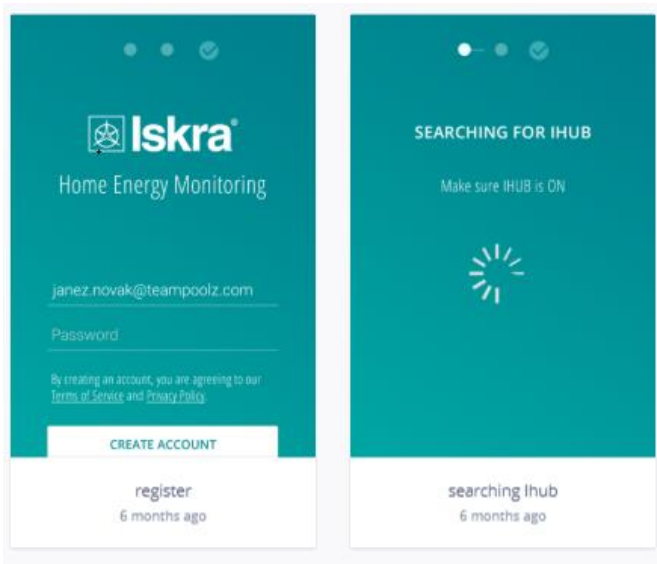 Iskra®
Home Energy Monitoring
janez.novak@teampoolz.com
Password
By creating an account, you are agreeing to our
Terms of Service and Privacy Policy.
CREATE ACCOUNT
register
6 months ago
SEARCHING FOR IHUB
Make sure IHUB is ON
searching Ihub
6 months ago